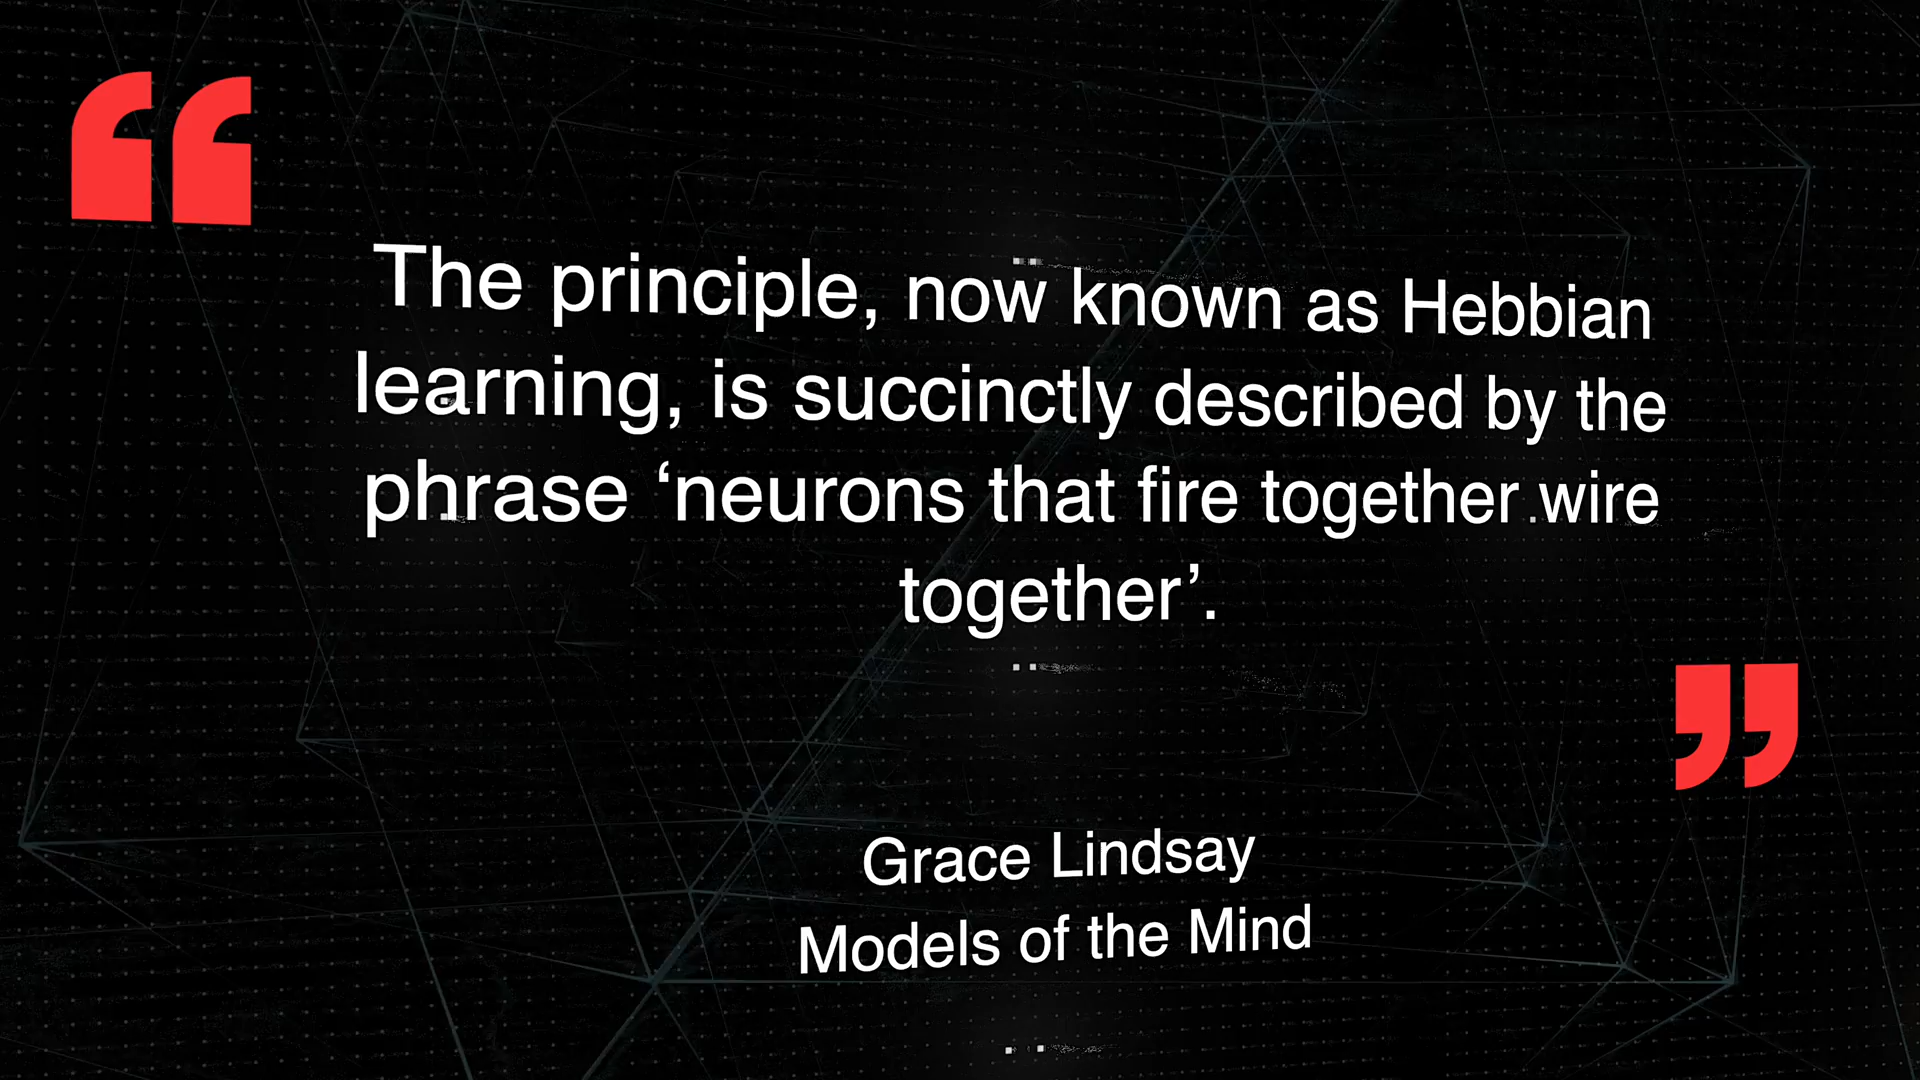 “
The principle, now known as Hebbian
learning, is succinctly described by the
phrase ‘neurons that fire together wire
together’.
”
Grace Lindsay
Models of the Mind